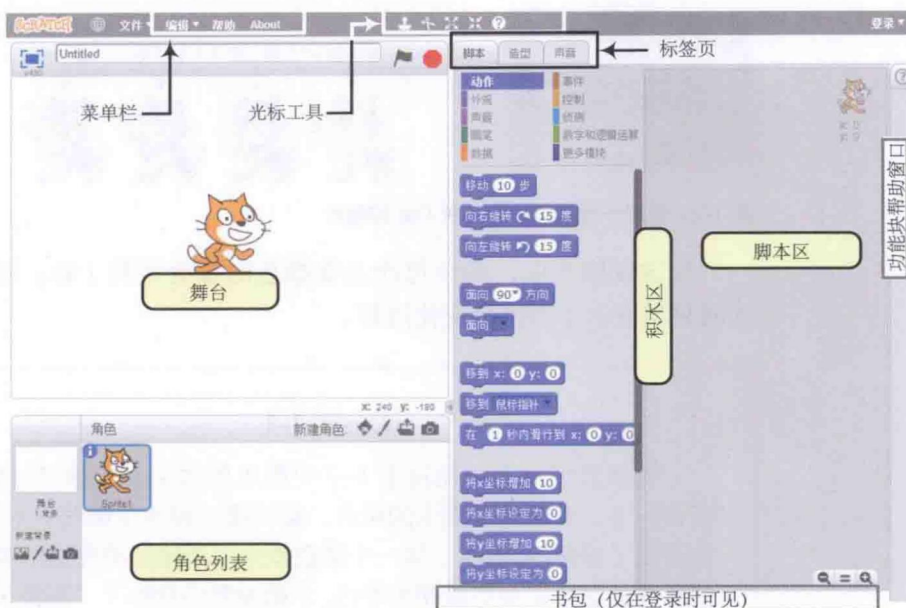 SCRATCH 文件 编辑 帮助 About 登录
Untitled
脚本 造型 声音
标签页
菜单栏
光标工具
动作 事件
外观 控制
声音 侦测
画笔 数字和逻辑运算
数据 更多模块
x: 0
y: 0
移动 10 步
向右旋转 15 度
向左旋转 15 度
面向 90 方向
面向
移到 x: 0 y: 0
移到 鼠标指针
在 1 秒内滑行到 x: 0 y: 0
将x坐标增加 10
将x坐标设定为 0
将y坐标增加 10
将y坐标设定为 0
舞台
积木区
脚本区
功能块帮助窗口
x: 240 y: -180
角色 新建角色:
Sprite1
舞台
1 背景
新建背景
角色列表
书包（仅在登录时可见）